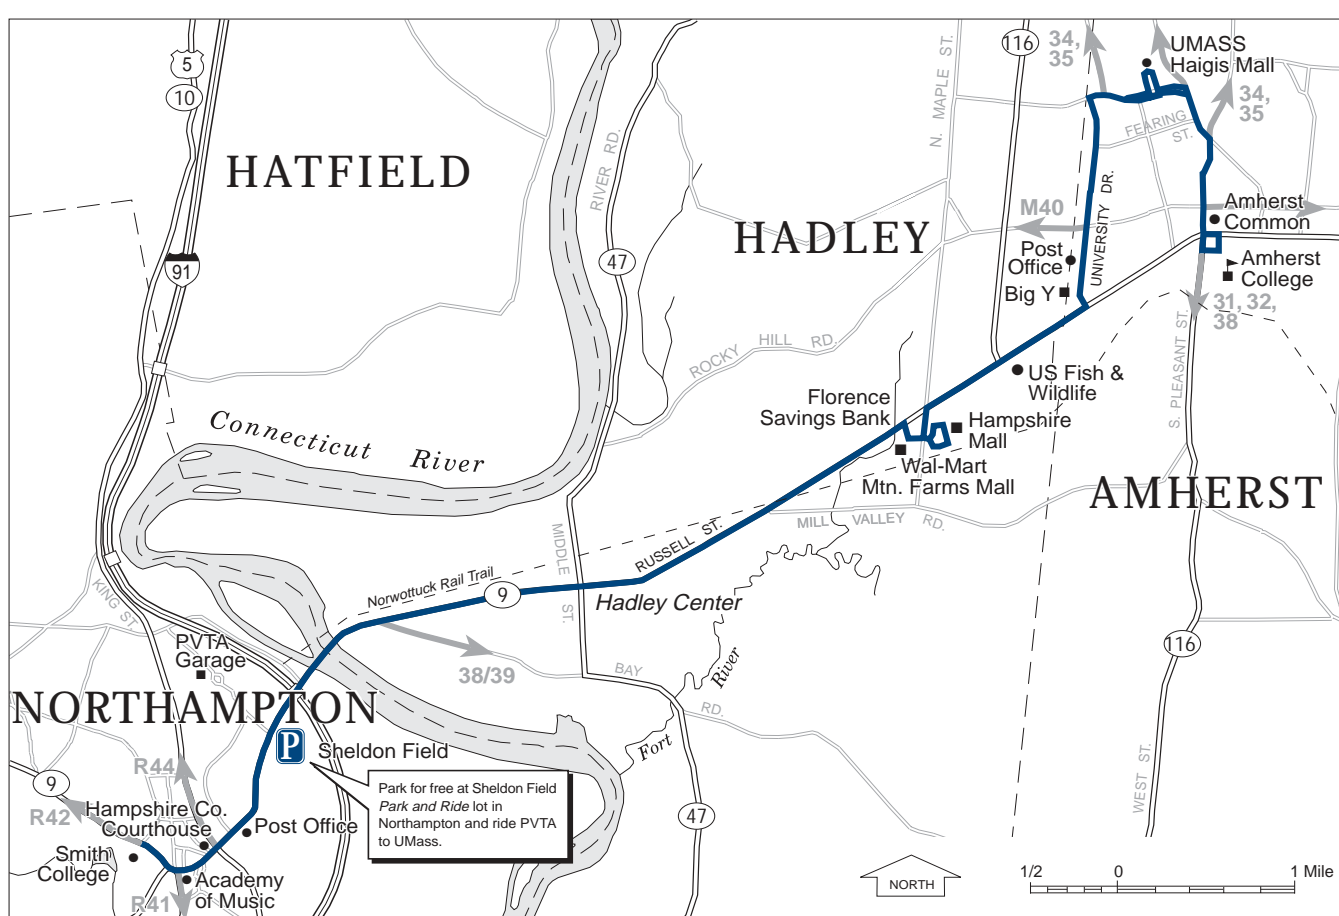 5
10
116
34,
35
UMASS
Haigis Mall
34,
35
N. MAPLE ST.
RIVER RD.
FEARING
ST.
HATFIELD
UNIVERSITY DR.
M40
Amherst
Common
HADLEY
Post
Office
Amherst
College
91
47
Big Y
31, 32,
38
ROCKY HILL RD.
S. PLEASANT ST.
US Fish &
Wildlife
Florence
Savings Bank
Connecticut River
Hampshire
Mall
Wal-Mart
Mtn. Farms Mall
AMHERST
MILL VALLEY RD.
MIDDLE ST.
RUSSELL ST.
Norwottuck Rail Trail
9
Hadley Center
KING ST
PVTA
Garage
38/39
BAY
RD.
116
Fort River
NORTHAMPTON
P
Sheldon Field
R44
9
Park for free at Sheldon Field
Park and Ride lot in
Northampton and ride PVTA
to UMass.
WEST ST.
R42
Hampshire Co.
Courthouse
Post Office
47
Smith
College
Academy
of Music
R41
NORTH
1/2 0 1 Mile